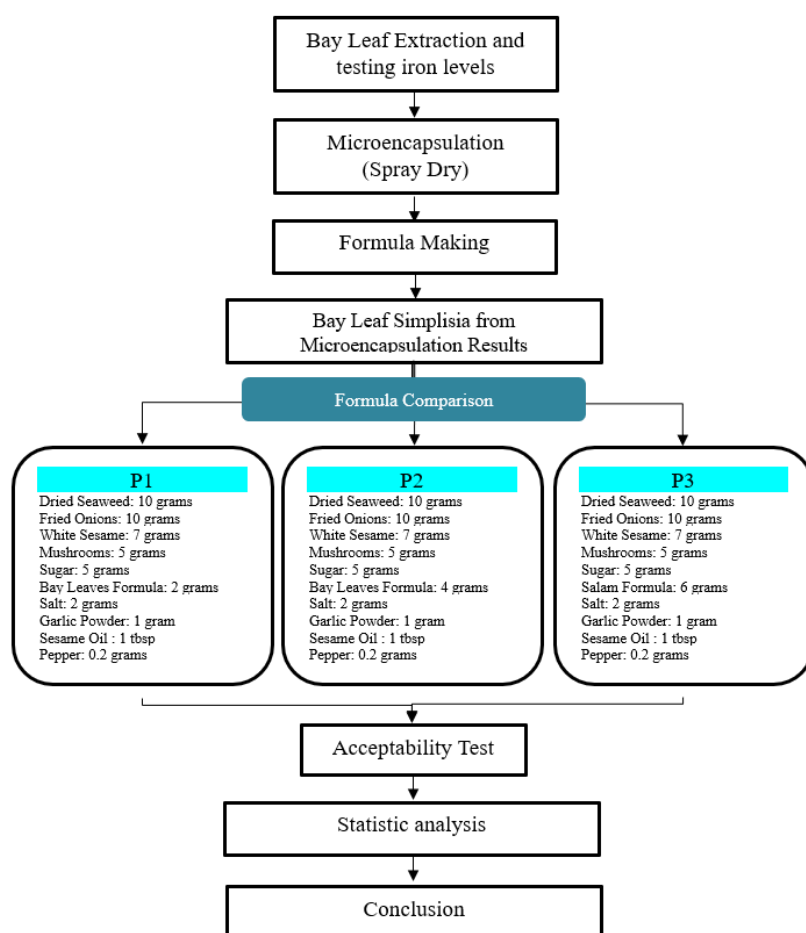 Bay Leaf Extraction and
testing iron levels
Microencapsulation
(Spray Dry)
Formula Making
Bay Leaf Simplisia from
Microencapsulation Results
Formula Comparison
P1
Dried Seaweed: 10 grams
Fried Onions: 10 grams
White Sesame: 7 grams
Mushrooms: 5 grams
Sugar: 5 grams
Bay Leaves Formula: 2 grams
Salt: 2 grams
Garlic Powder: 1 gram
Sesame Oil : 1 tbsp
Pepper: 0.2 grams
P2
Dried Seaweed: 10 grams
Fried Onions: 10 grams
White Sesame: 7 grams
Mushrooms: 5 grams
Sugar: 5 grams
Bay Leaves Formula: 4 grams
Salt: 2 grams
Garlic Powder: 1 gram
Sesame Oil : 1 tbsp
Pepper: 0.2 grams
P3
Dried Seaweed: 10 grams
Fried Onions: 10 grams
White Sesame: 7 grams
Mushrooms: 5 grams
Sugar: 5 grams
Salam Formula: 6 grams
Salt: 2 grams
Garlic Powder: 1 gram
Sesame Oil : 1 tbsp
Pepper: 0.2 grams
Acceptability Test
Statistic analysis
Conclusion